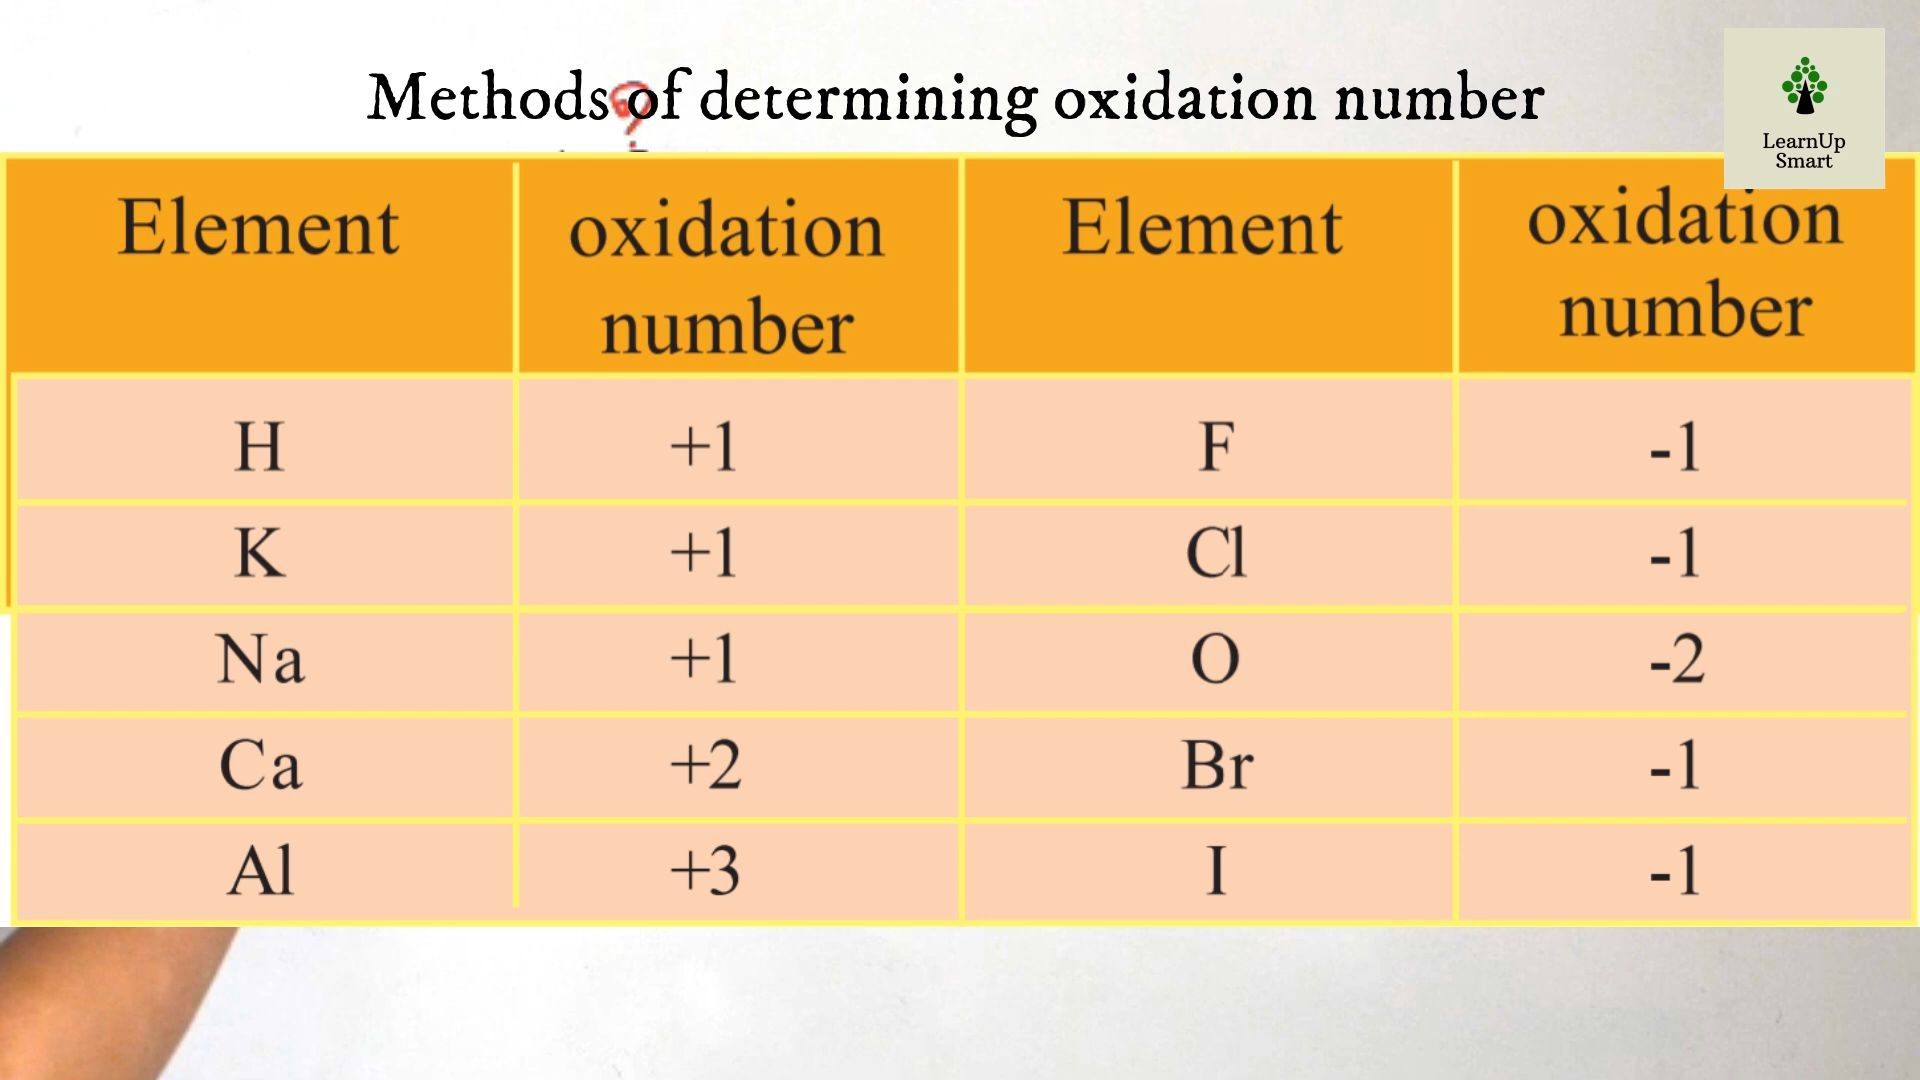 Methods of determining oxidation number
LearnUp
Smart
Element oxidation number Element oxidation number
H +1 F -1
K +1 Cl -1
Na +1 O -2
Ca +2 Br -1
Al +3 I -1